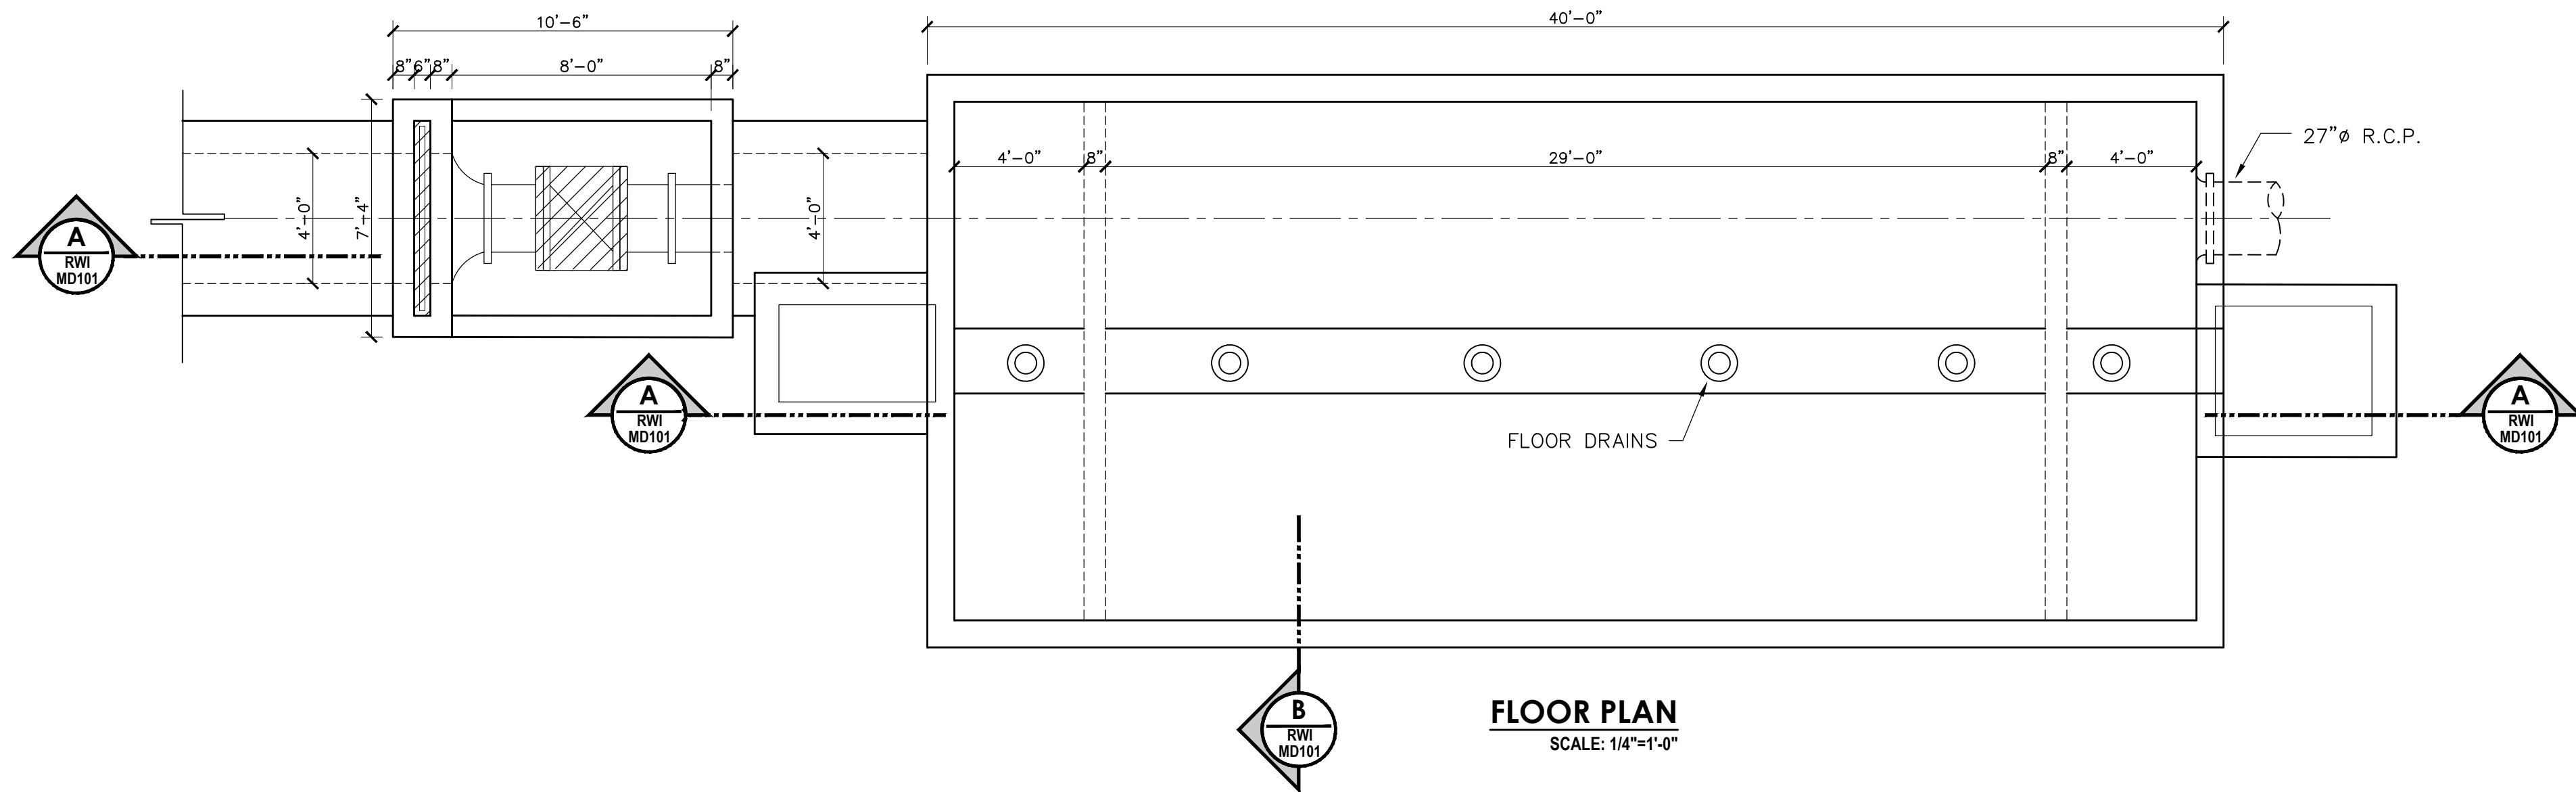 10'-6"
40'-0"
8" 6" 8" 8'-0" 8"
27"ø R.C.P.
4'-0" 8" 29'-0" 8" 4'-0"
4'-0"
7'-4"
4'-0"
A
RWI
MD101
A
RWI
MD101
A
RWI
MD101
FLOOR DRAINS
B
RWI
MD101
FLOOR PLAN
SCALE: 1/4"=1'-0"